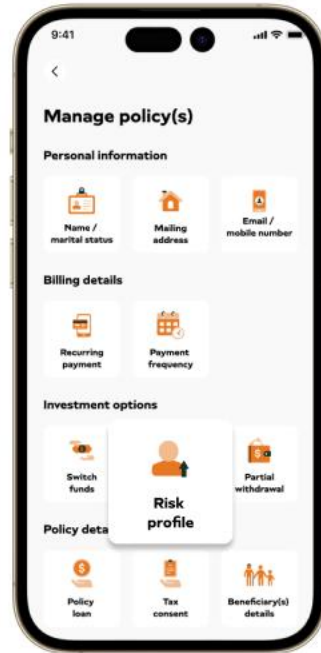 9:41
Manage policy(s)
Personal information
Name /
marital status
Mailing
address
Email /
mobile number
Billing details
Recurring
payment
Payment
frequency
Investment options
Switch
funds
Risk
profile
Partial
withdrawal
Policy deta
Policy
loan
Tax
consent
Beneficiary(s)
details